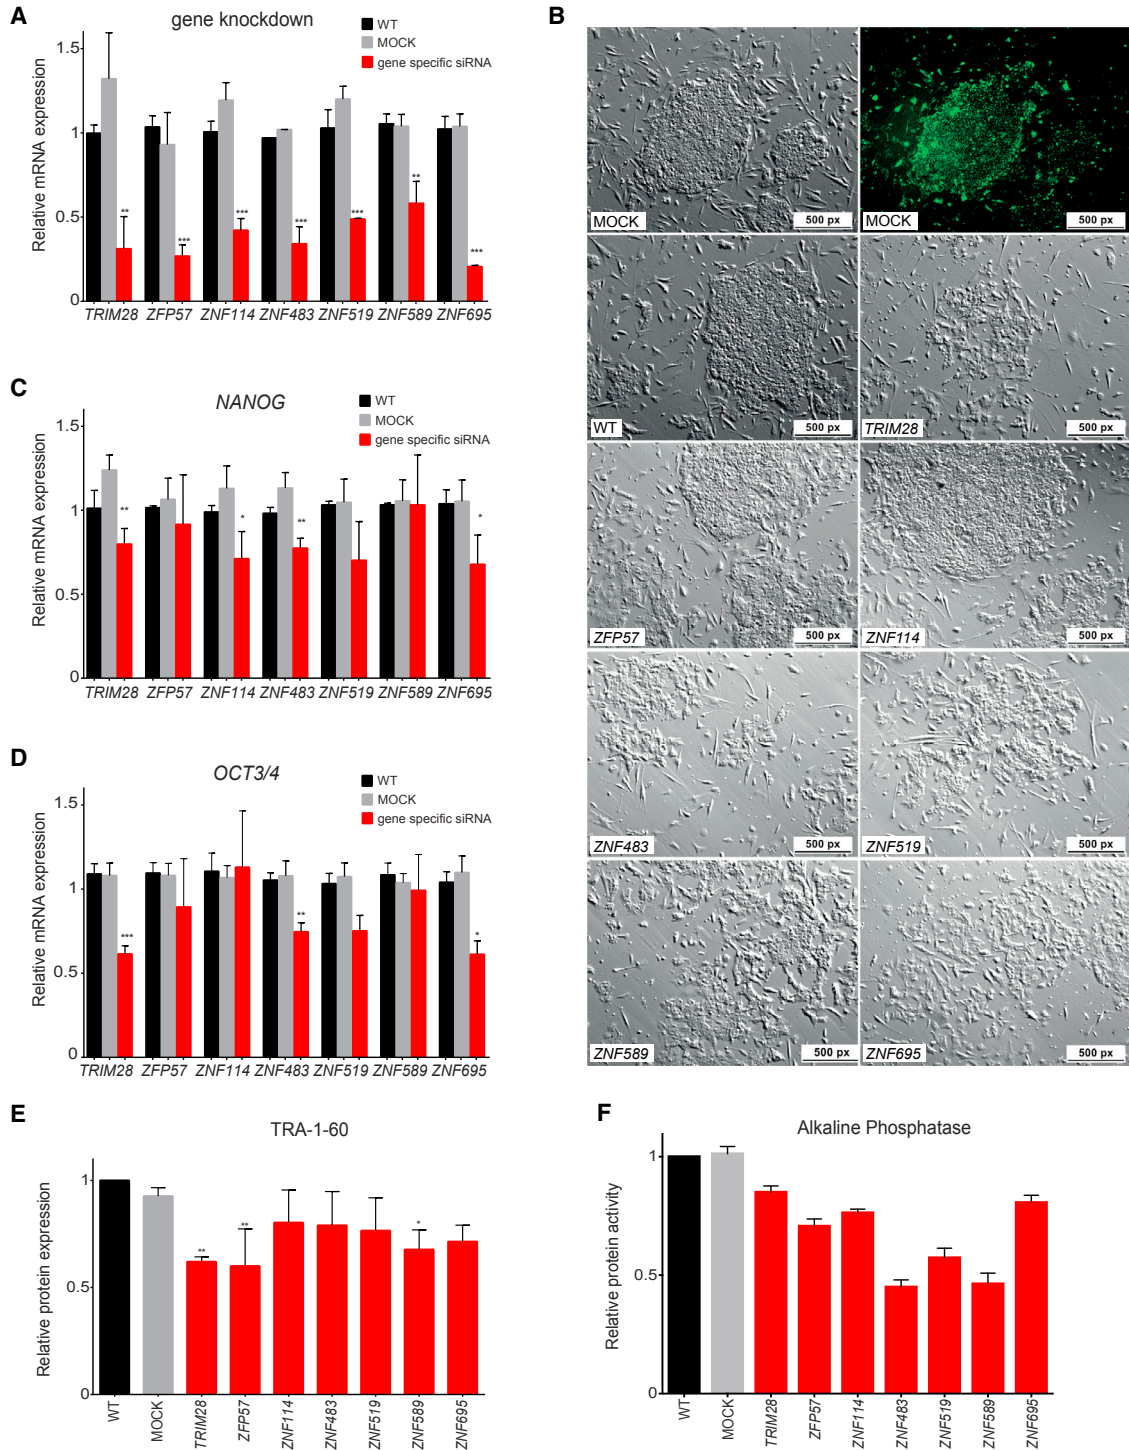 A
gene knockdown
WT
MOCK
gene specific siRNA
Relative mRNA expression
1.5
1
0.5
0
** *** *** *** *** ** ***
TRIM28 ZFP57 ZNF114 ZNF483 ZNF519 ZNF589 ZNF695
B
MOCK 500 px
MOCK 500 px
WT 500 px
TRIM28 500 px
ZFP57 500 px
ZNF114 500 px
ZNF483 500 px
ZNF519 500 px
ZNF589 500 px
ZNF695 500 px
C
NANOG
WT
MOCK
gene specific siRNA
Relative mRNA expression
1.5
1
0.5
0
** * ** *
TRIM28 ZFP57 ZNF114 ZNF483 ZNF519 ZNF589 ZNF695
D
OCT3/4
WT
MOCK
gene specific siRNA
Relative mRNA expression
1.5
1
0.5
0
*** ** *
TRIM28 ZFP57 ZNF114 ZNF483 ZNF519 ZNF589 ZNF695
E
TRA-1-60
Relative protein expression
1
0.5
0
** ** *
WT MOCK TRIM28 ZFP57 ZNF114 ZNF483 ZNF519 ZNF589 ZNF695
F
Alkaline Phosphatase
Relative protein activity
1
0.5
0
WT MOCK TRIM28 ZFP57 ZNF114 ZNF483 ZNF519 ZNF589 ZNF695